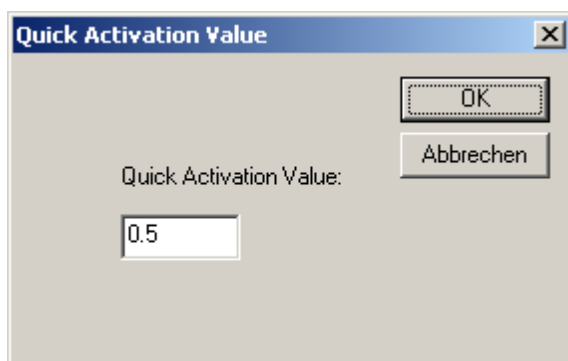 Quick Activation Value
OK
Abbrechen
Quick Activation Value:
0.5